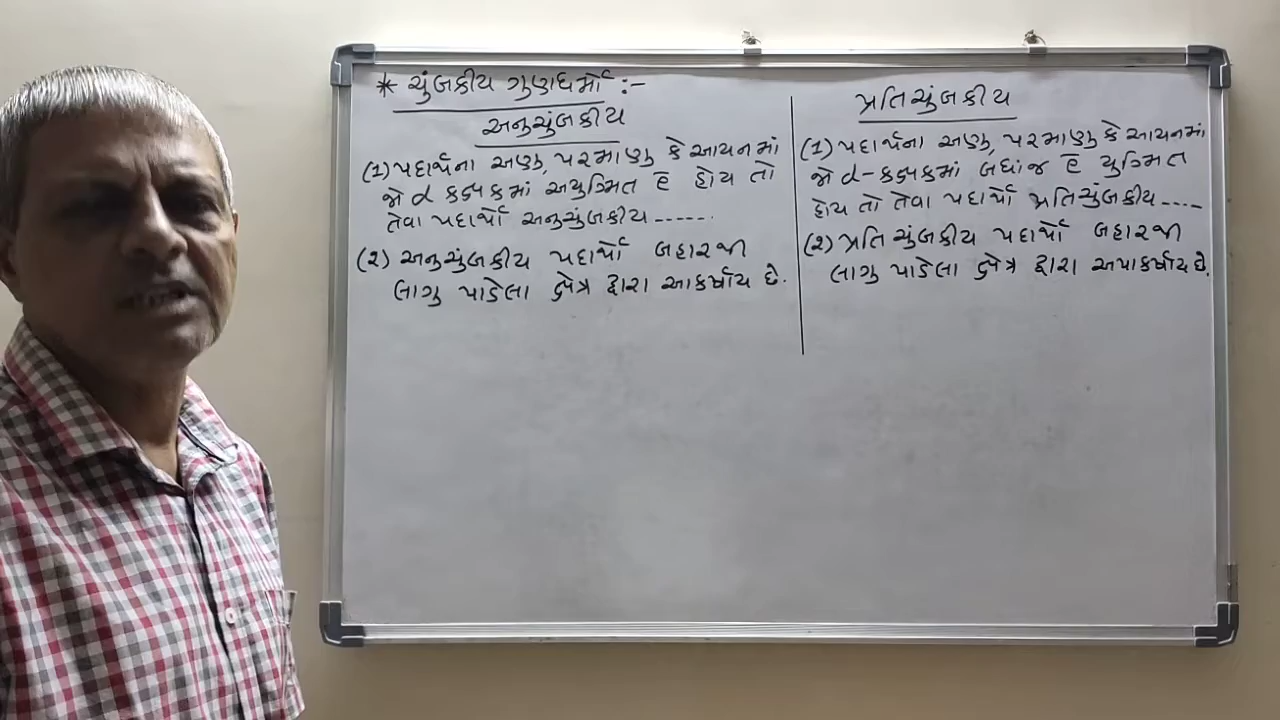 * ચુંબકીય ગુણધર્મો :-
અનુચુંબકીય
(1) પદાર્થના અણુ, પરમાણુ કે આયનમાં
જો d કક્ષકમાં અયુગ્મિત e̅ હોય તો
તેવા પદાર્થો અનુચુંબકીય ------
(2) અનુચુંબકીય પદાર્થો બહારથી
લાગુ પાડેલા ક્ષેત્ર દ્વારા આકર્ષાય છે.
પ્રતિચુંબકીય
(1) પદાર્થના અણુ, પરમાણુ કે આયનમાં
જો d-કક્ષકમાં બધાંજ e̅ યુગ્મિત
હોય તો તેવા પદાર્થો પ્રતિચુંબકીય ----
(2) પ્રતિચુંબકીય પદાર્થો બહારથી
લાગુ પાડેલા ક્ષેત્ર દ્વારા અપાકર્ષાય છે.